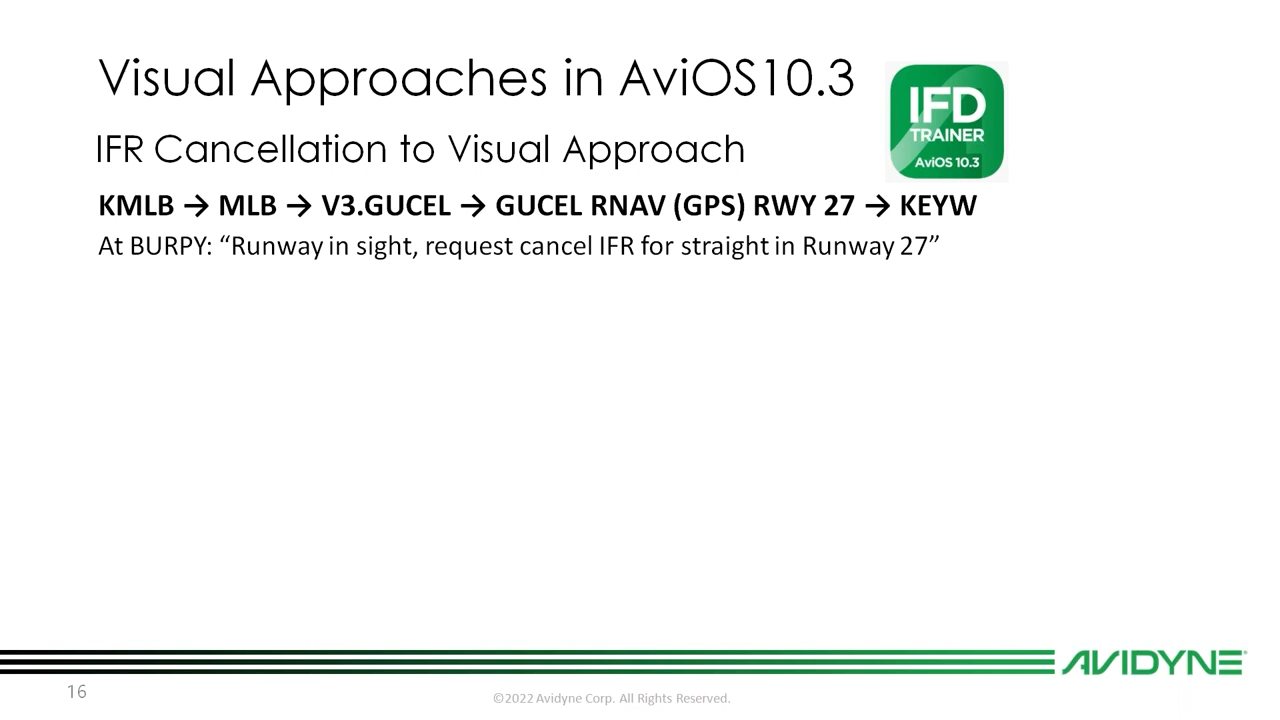 Visual Approaches in AviOS10.3
IFD
TRAINER
AviOS 10.3
IFR Cancellation to Visual Approach
KMLB → MLB → V3.GUCEL → GUCEL RNAV (GPS) RWY 27 → KEYW
At BURPY: “Runway in sight, request cancel IFR for straight in Runway 27”
AVIDYNE
16
©2022 Avidyne Corp. All Rights Reserved.